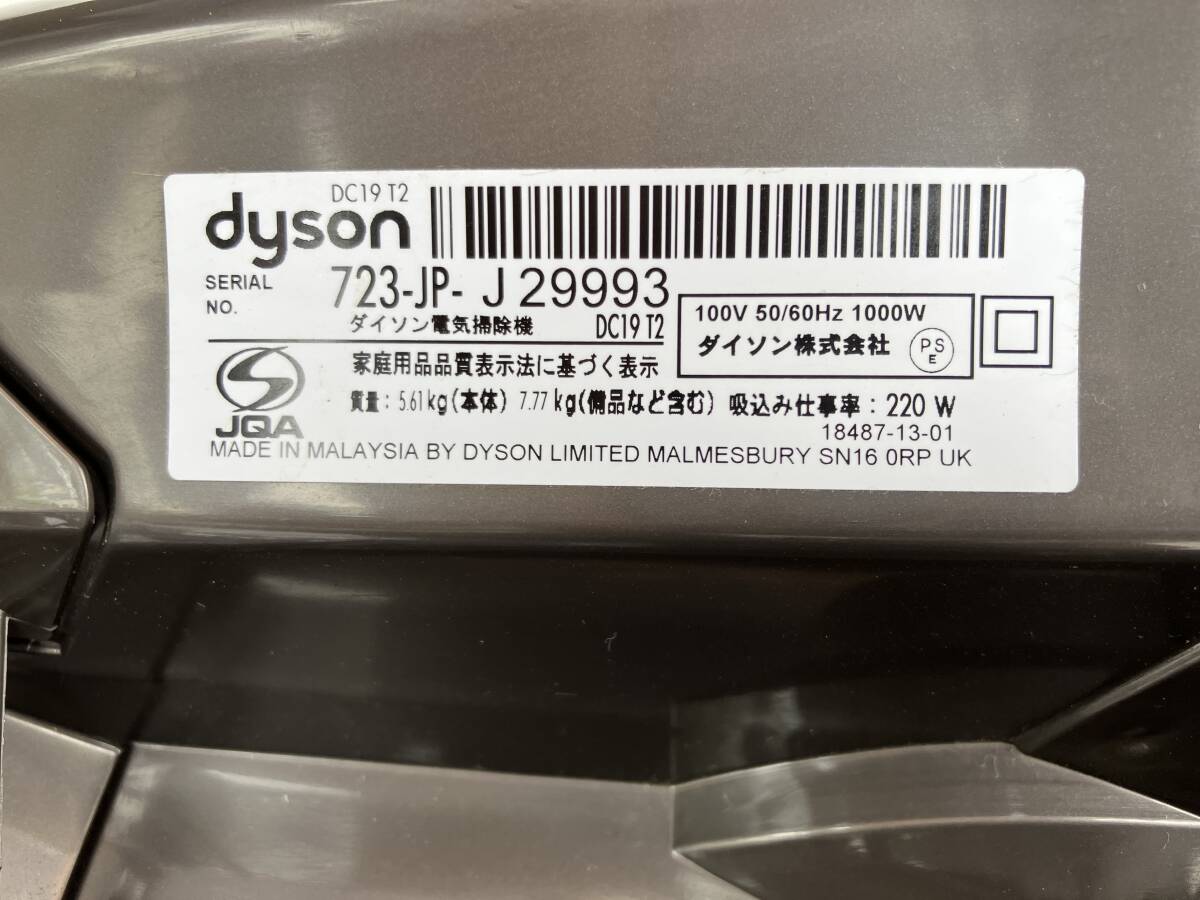 DC19 T2
dyson
SERIAL NO. 723-JP- J 29993
ダイソン電気掃除機 DC19 T2
100V 50/60Hz 1000W
ダイソン株式会社
PS
E
JQA
家庭用品品質表示法に基づく表示
質量：5.61kg(本体) 7.77kg(備品など含む) 吸込み仕事率：220 W
18487-13-01
MADE IN MALAYSIA BY DYSON LIMITED MALMESBURY SN16 0RP UK